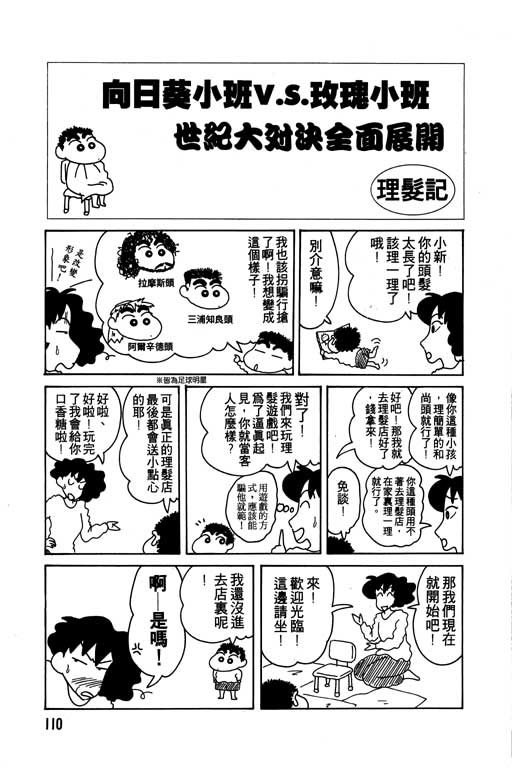 向日葵小班V.S.玫瑰小班
世紀大対決全面展開
理髮記
小新！
你的頭髮
太長了吧！
該理一理了
哦！
別介意嘛！
我也該拐騙行搶
了啊！我想變成
這個樣子！
拉摩斯頭
三浦知良頭
阿爾辛德頭
是改變
形象吧！
※皆為足球明星
像你這種小孩
，理簡單的和
尚頭就行了！
好吧！那我就
去理髮店好了
，錢拿來！
你這種頭用不
著去理髮店，
在家裏理一理
就行了。
免談！
對了！
我們來玩理
髮遊戲吧！
為了逼真起
見，你就當客
人怎麼樣？
用遊戲的方
式，應該能
騙他就範！
可是真正的理髮店
最後都會送小點心
的耶！
好啦、
好啦！玩完
了我會給你
口香糖啦！
那我們現在
就開始吧！
來！
歡迎光臨！
這邊請坐！
我還沒進
去店裏呢
！
啊—是嗎！
110